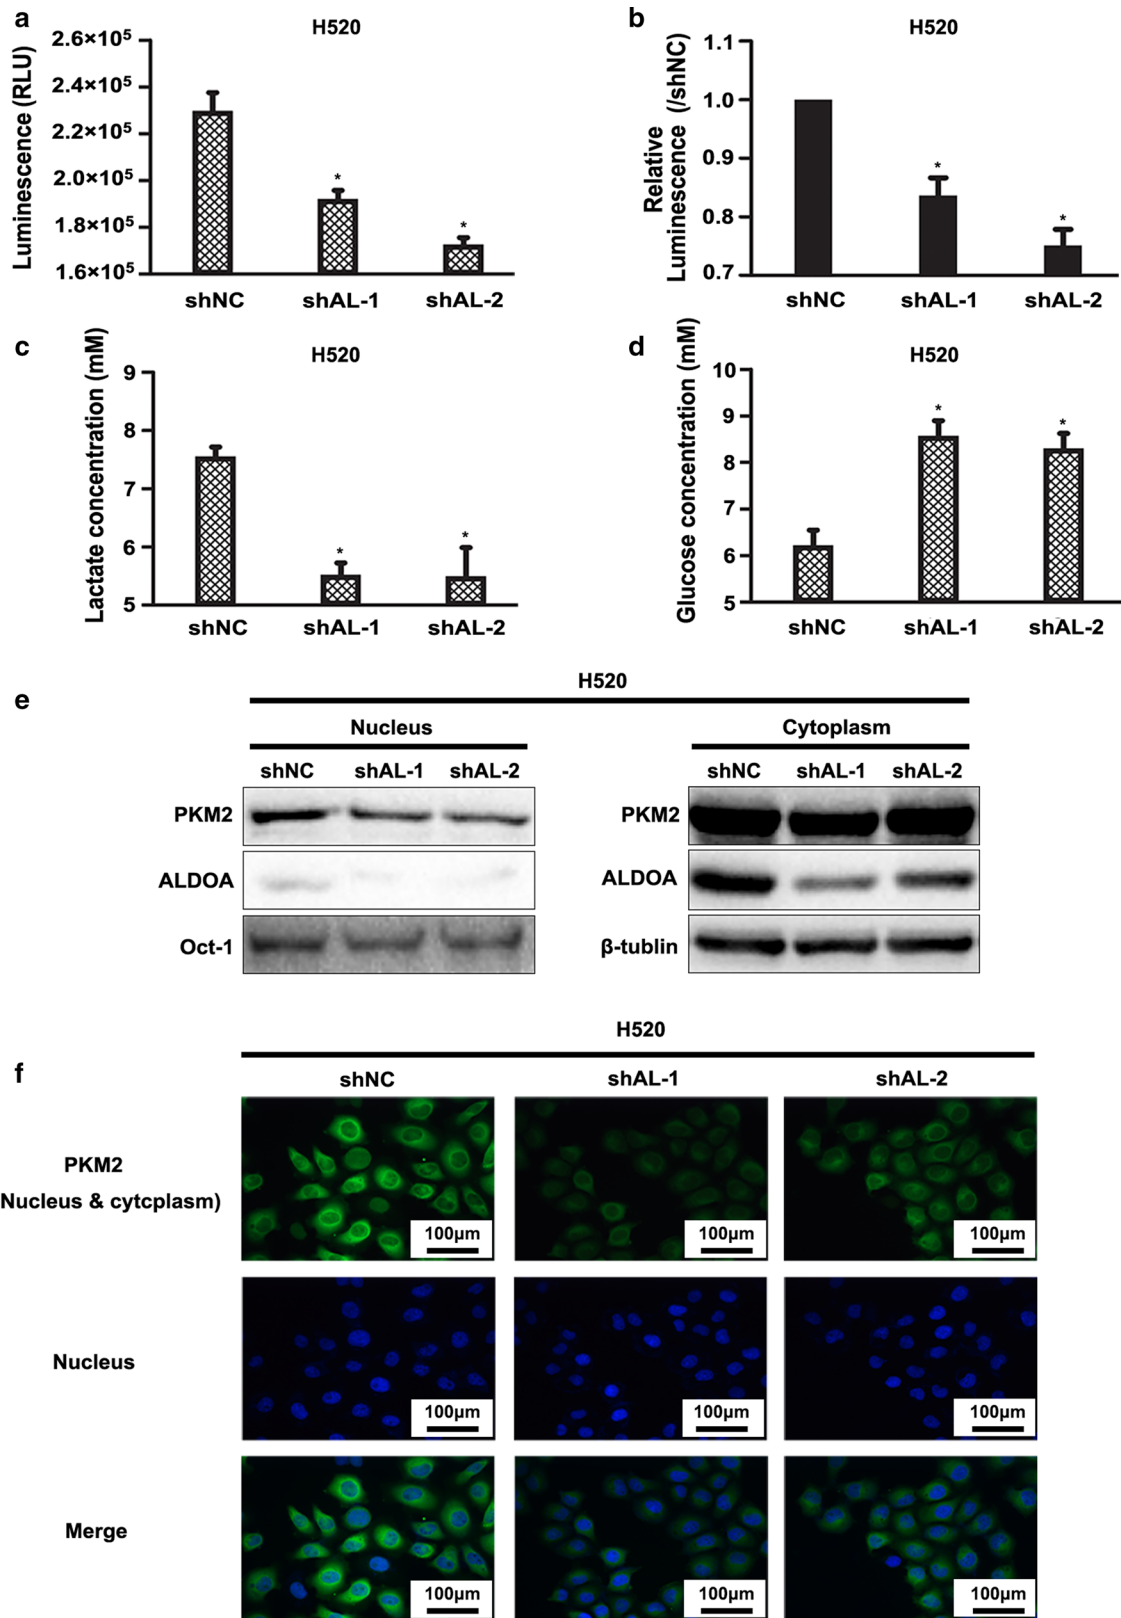 a
H520
Luminescence (RLU)
2.6×10⁵
2.4×10⁵
2.2×10⁵
2.0×10⁵
1.8×10⁵
1.6×10⁵
*
*
shNC shAL-1 shAL-2
b
H520
Relative
Luminescence (/shNC)
1.1
1.0
0.9
0.8
0.7
*
*
shNC shAL-1 shAL-2
c
H520
Lactate concentration (mM)
9
8
7
6
5
*
*
shNC shAL-1 shAL-2
d
H520
Glucose concentration (mM)
10
9
8
7
6
5
*
*
shNC shAL-1 shAL-2
e
H520
Nucleus
shNC shAL-1 shAL-2
PKM2
ALDOA
Oct-1
Cytoplasm
shNC shAL-1 shAL-2
PKM2
ALDOA
β-tublin
f
H520
shNC shAL-1 shAL-2
PKM2
Nucleus & cytcplasm)
100μm 100μm 100μm
Nucleus
100μm 100μm 100μm
Merge
100μm 100μm 100μm